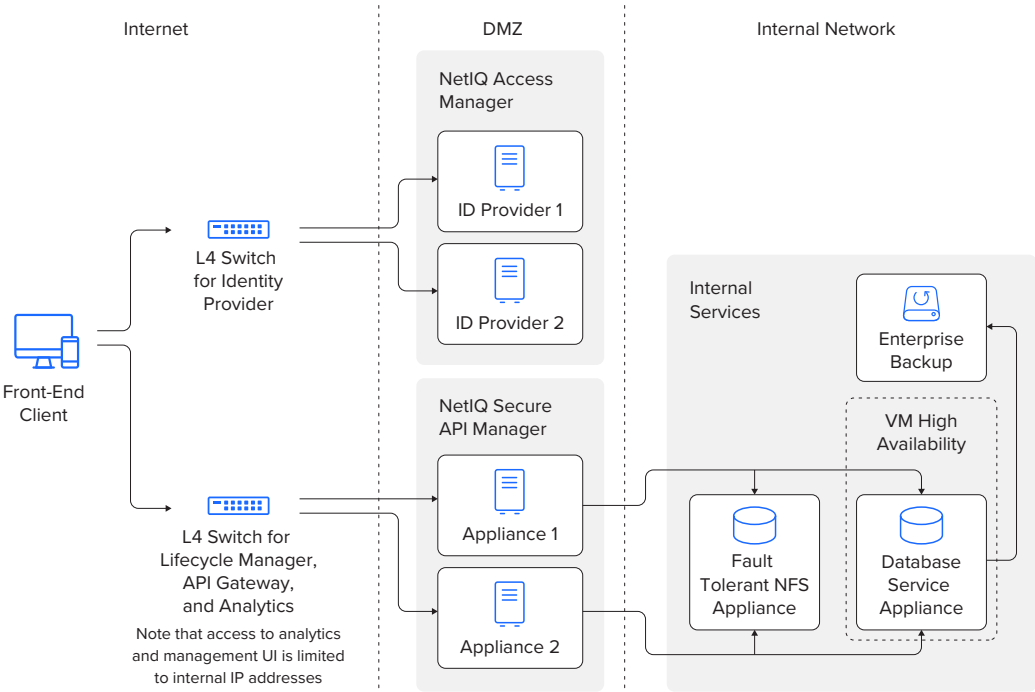 Internet
DMZ
Internal Network
NetIQ Access
Manager
ID Provider 1
ID Provider 2
L4 Switch
for Identity
Provider
Front-End
Client
L4 Switch for
Lifecycle Manager,
API Gateway,
and Analytics
Note that access to analytics
and management UI is limited
to internal IP addresses
NetIQ Secure
API Manager
Appliance 1
Appliance 2
Internal
Services
Enterprise
Backup
VM High
Availability
Fault
Tolerant NFS
Appliance
Database
Service
Appliance